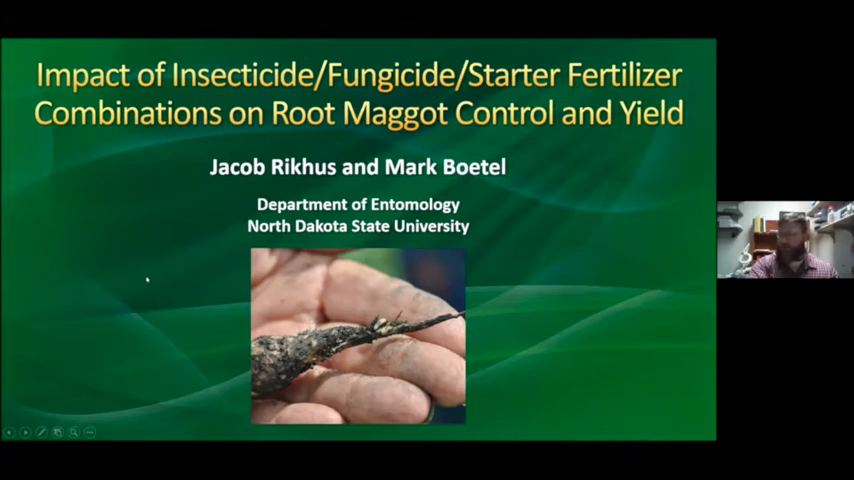 Impact of Insecticide/Fungicide/Starter Fertilizer
Combinations on Root Maggot Control and Yield
Jacob Rikhus and Mark Boetel
Department of Entomology
North Dakota State University